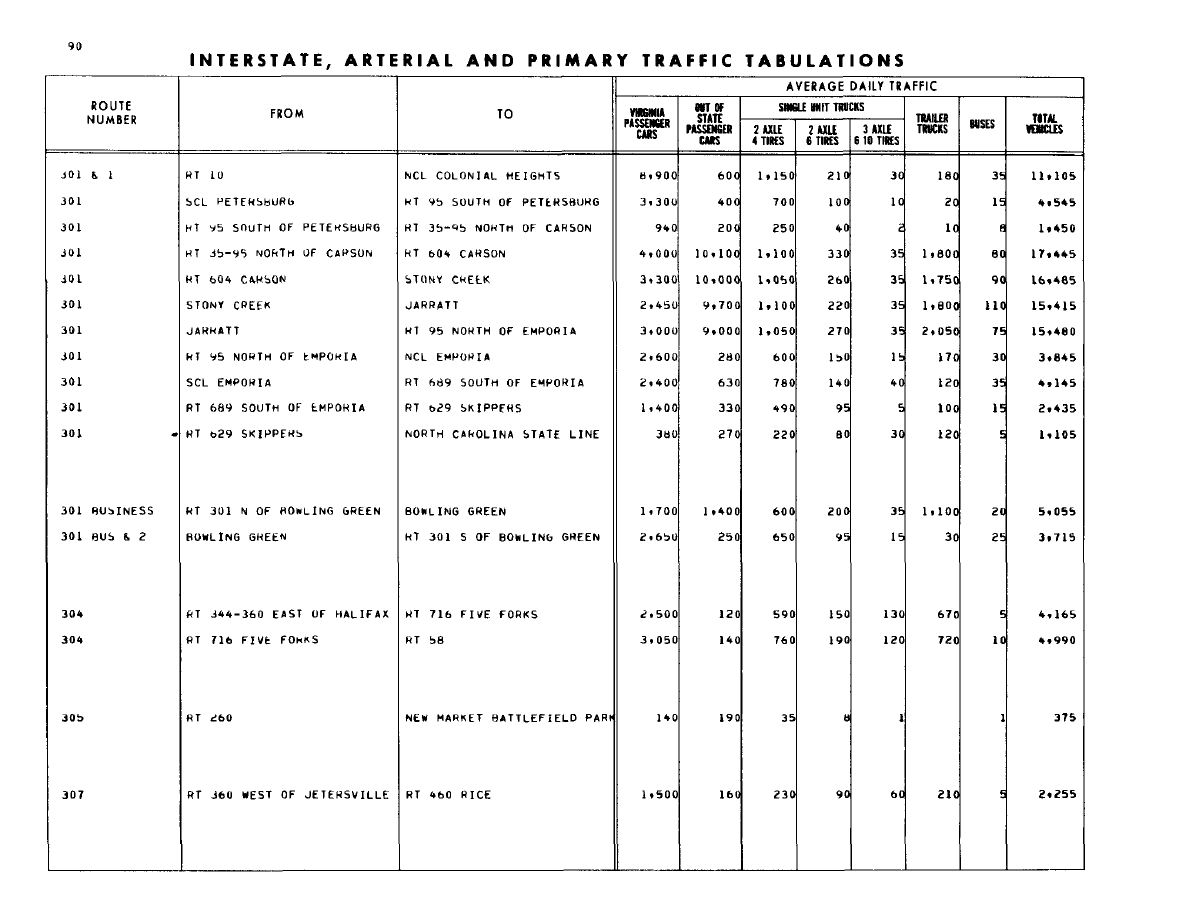 90
INTERSTATE, ARTERIAL AND PRIMARY TRAFFIC TABULATIONS
AVERAGE DAILY TRAFFIC
ROUTE NUMBER FROM TO VIRGINIA PASSENGER CARS OUT OF STATE PASSENGER CARS SINGLE UNIT TRUCKS 2 AXLE 4 TIRES 2 AXLE 6 TIRES 3 AXLE 6 10 TIRES TRAILER TRUCKS BUSES TOTAL VEHICLES
301 & 1 RT 10 NCL COLONIAL HEIGHTS 8,900 600 1,150 210 30 180 35 11,105
301 SCL PETERSBURG RT 95 SOUTH OF PETERSBURG 3,300 400 700 100 10 20 15 4,545
301 RT 95 SOUTH OF PETERSBURG RT 35-95 NORTH OF CARSON 940 200 250 40 2 10 8 1,450
301 RT 35-95 NORTH OF CARSON RT 604 CARSON 4,000 10,100 1,100 330 35 1,800 80 17,445
301 RT 604 CARSON STONY CREEK 3,300 10,000 1,050 260 35 1,750 90 16,485
301 STONY CREEK JARRATT 2,450 9,700 1,100 220 35 1,800 110 15,415
301 JARRATT RT 95 NORTH OF EMPORIA 3,000 9,000 1,050 270 35 2,050 75 15,480
301 RT 95 NORTH OF EMPORIA NCL EMPORIA 2,600 280 600 150 15 170 30 3,845
301 SCL EMPORIA RT 689 SOUTH OF EMPORIA 2,400 630 780 140 40 120 35 4,145
301 RT 689 SOUTH OF EMPORIA RT 629 SKIPPERS 1,400 330 490 95 5 100 15 2,435
301 RT 629 SKIPPERS NORTH CAROLINA STATE LINE 380 270 220 80 30 120 5 1,105
301 BUSINESS RT 301 N OF BOWLING GREEN BOWLING GREEN 1,700 1,400 600 200 35 1,100 20 5,055
301 BUS & 2 BOWLING GREEN RT 301 S OF BOWLING GREEN 2,650 250 650 95 15 30 25 3,715
304 RT 344-360 EAST OF HALIFAX RT 716 FIVE FORKS 2,500 120 590 150 130 670 5 4,165
304 RT 716 FIVE FORKS RT 58 3,050 140 760 190 120 720 10 4,990
305 RT 260 NEW MARKET BATTLEFIELD PARK 140 190 35 8 1 1 375
307 RT 360 WEST OF JETERSVILLE RT 460 RICE 1,500 160 230 90 60 210 5 2,255